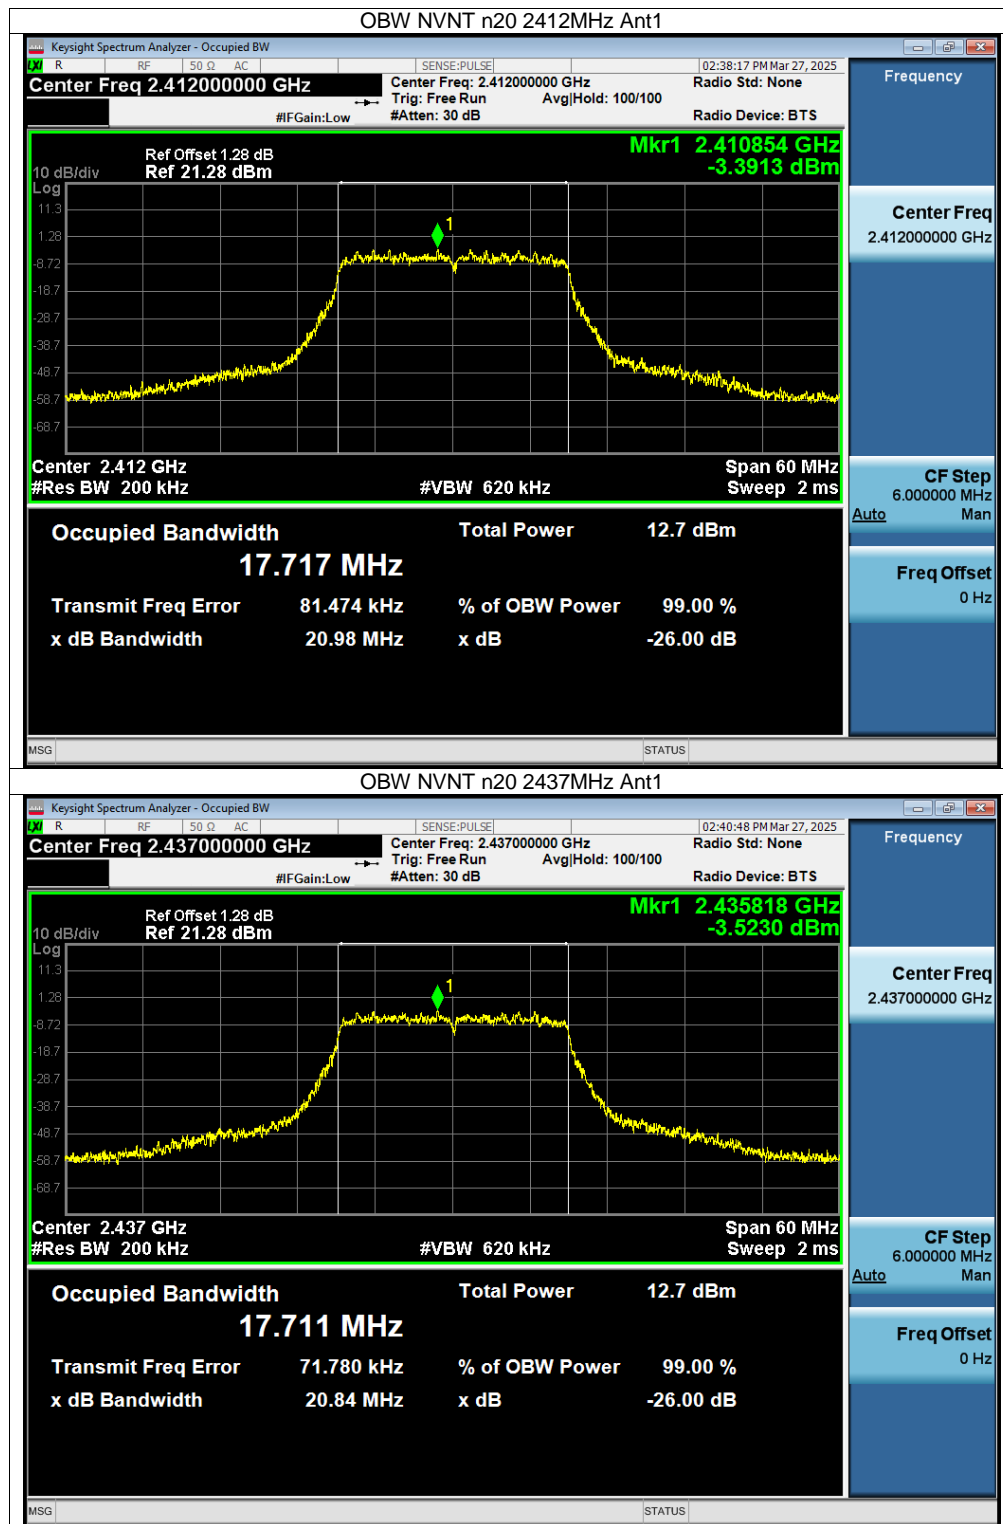 OBW NVNT n20 2412MHz Ant1
Keysight Spectrum Analyzer - Occupied BW
LXI R RF 50 Ω AC SENSE:PULSE 02:38:17 PM Mar 27, 2025
Center Freq 2.412000000 GHz Center Freq: 2.412000000 GHz Radio Std: None Frequency
Trig: Free Run Avg|Hold: 100/100
#IFGain:Low #Atten: 30 dB Radio Device: BTS
Mkr1 2.410854 GHz
Ref Offset 1.28 dB
10 dB/div Ref 21.28 dBm -3.3913 dBm
Log
11.3
1
1.28
-8.72
-18.7
-28.7
-38.7
-48.7
-58.7
-68.7
Center Freq
2.412000000 GHz
Center 2.412 GHz Span 60 MHz
#Res BW 200 kHz #VBW 620 kHz Sweep 2 ms
CF Step
6.000000 MHz
Auto Man
Occupied Bandwidth Total Power 12.7 dBm
17.717 MHz
Freq Offset
0 Hz
Transmit Freq Error 81.474 kHz % of OBW Power 99.00 %
x dB Bandwidth 20.98 MHz x dB -26.00 dB
MSG STATUS
OBW NVNT n20 2437MHz Ant1
Keysight Spectrum Analyzer - Occupied BW
LXI R RF 50 Ω AC SENSE:PULSE 02:40:48 PM Mar 27, 2025
Center Freq 2.437000000 GHz Center Freq: 2.437000000 GHz Radio Std: None Frequency
Trig: Free Run Avg|Hold: 100/100
#IFGain:Low #Atten: 30 dB Radio Device: BTS
Mkr1 2.435818 GHz
Ref Offset 1.28 dB
10 dB/div Ref 21.28 dBm -3.5230 dBm
Log
11.3
1
1.28
-8.72
-18.7
-28.7
-38.7
-48.7
-58.7
-68.7
Center Freq
2.437000000 GHz
Center 2.437 GHz Span 60 MHz
#Res BW 200 kHz #VBW 620 kHz Sweep 2 ms
CF Step
6.000000 MHz
Auto Man
Occupied Bandwidth Total Power 12.7 dBm
17.711 MHz
Freq Offset
0 Hz
Transmit Freq Error 71.780 kHz % of OBW Power 99.00 %
x dB Bandwidth 20.84 MHz x dB -26.00 dB
MSG STATUS